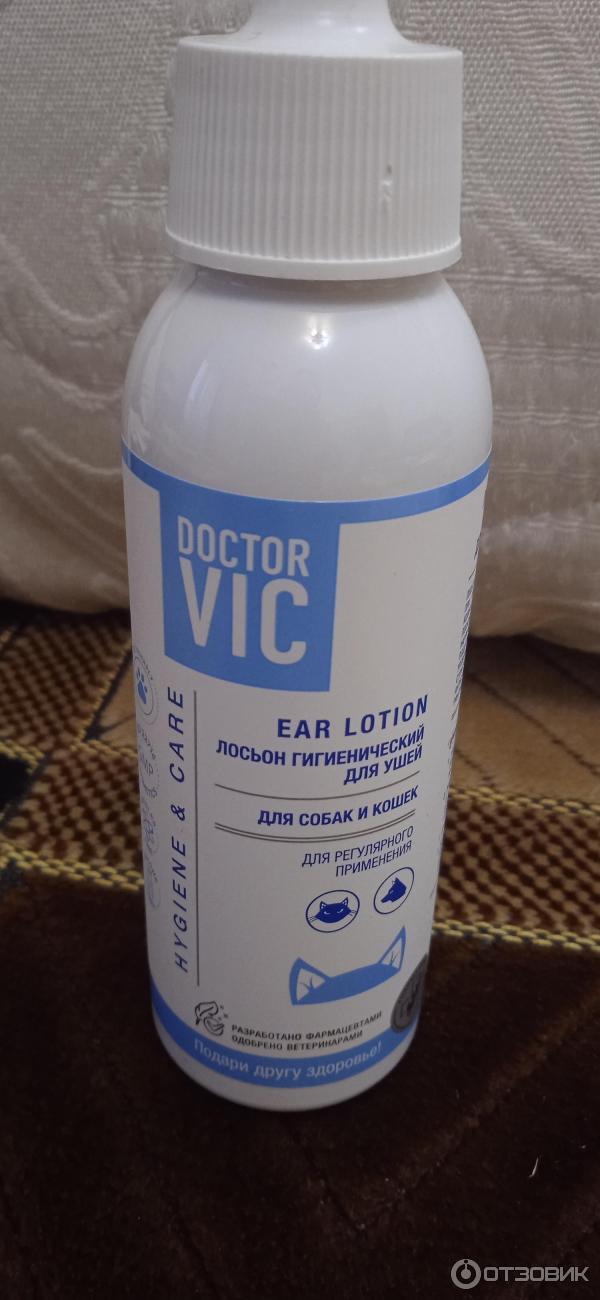 DOCTOR
VIC
HYGIENE & CARE
EAR LOTION
ЛОСЬОН ГИГИЕНИЧЕСКИЙ
ДЛЯ УШЕЙ
ДЛЯ СОБАК И КОШЕК
ДЛЯ РЕГУЛЯРНОГО
ПРИМЕНЕНИЯ
РАЗРАБОТАНО ФАРМАЦЕВТАМИ
ОДОБРЕНО ВЕТЕРИНАРАМИ
Подари другу здоровье!
ОТЗОВИК